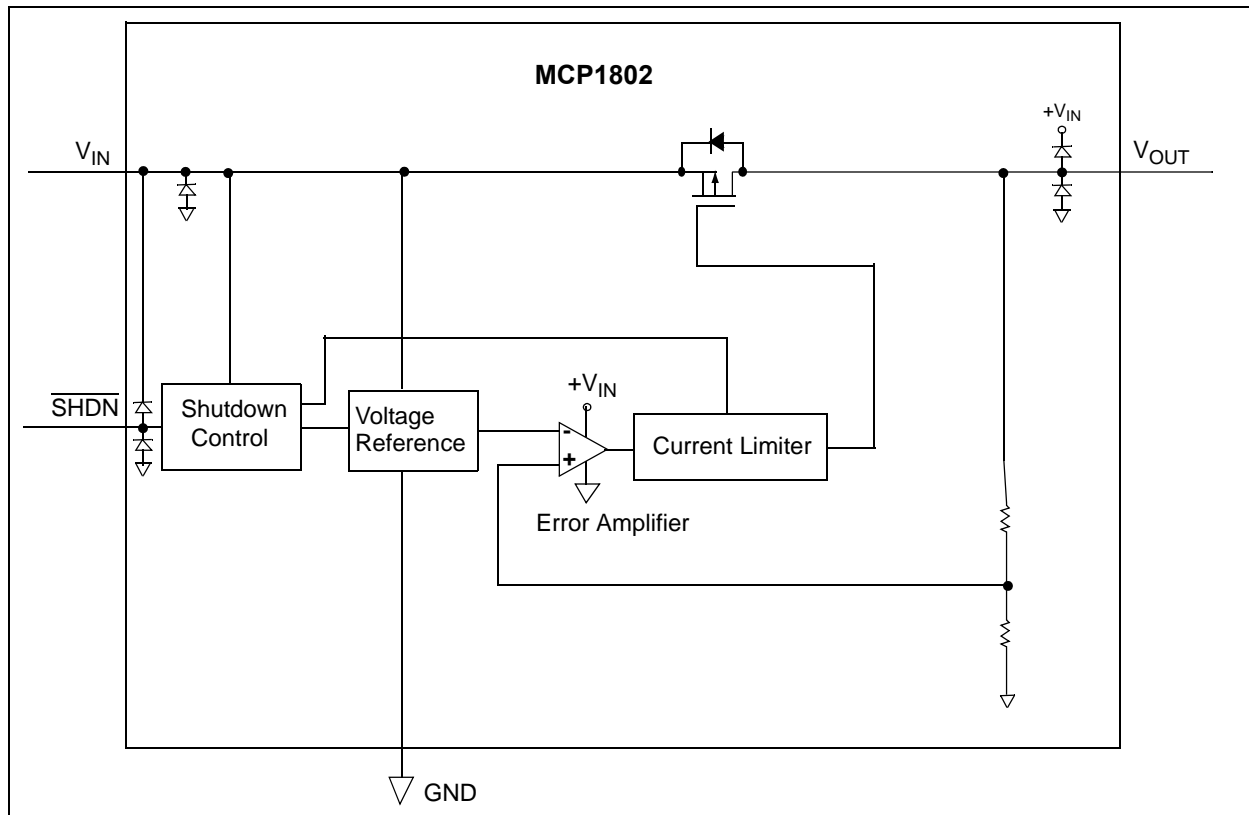 MCP1802
+VIN
VIN
VOUT
SHDN
Shutdown
Control
Voltage
Reference
+VIN
-
+
Current Limiter
Error Amplifier
GND